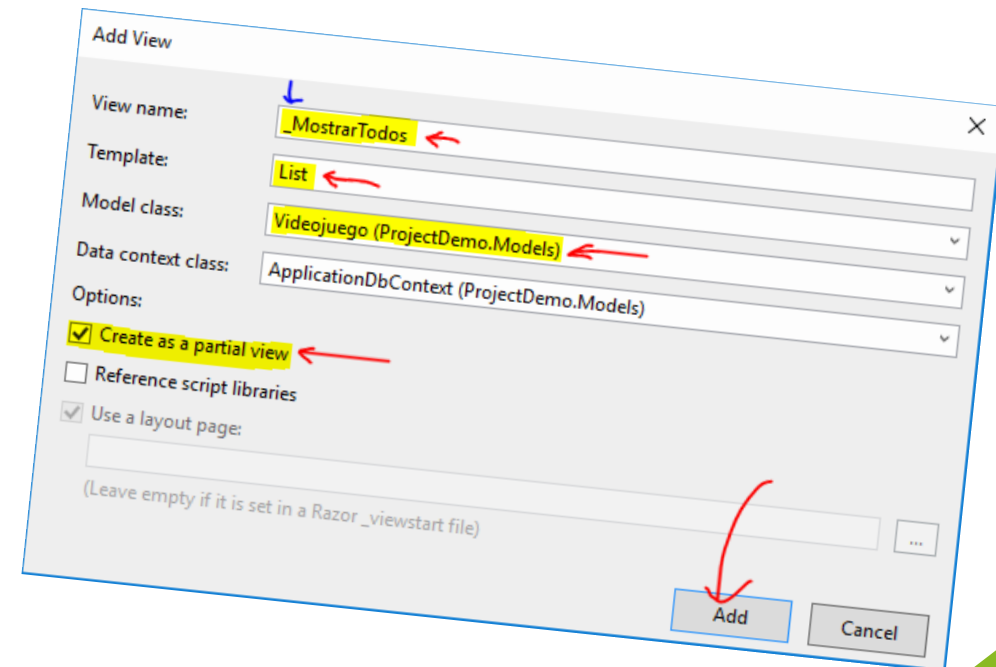 Add View
View name:
_MostrarTodos
Template:
List
Model class:
Videojuego (ProjectDemo.Models)
Data context class:
ApplicationDbContext (ProjectDemo.Models)
Options:
Create as a partial view
Reference script libraries
Use a layout page:
...
(Leave empty if it is set in a Razor _viewstart file)
Add
Cancel